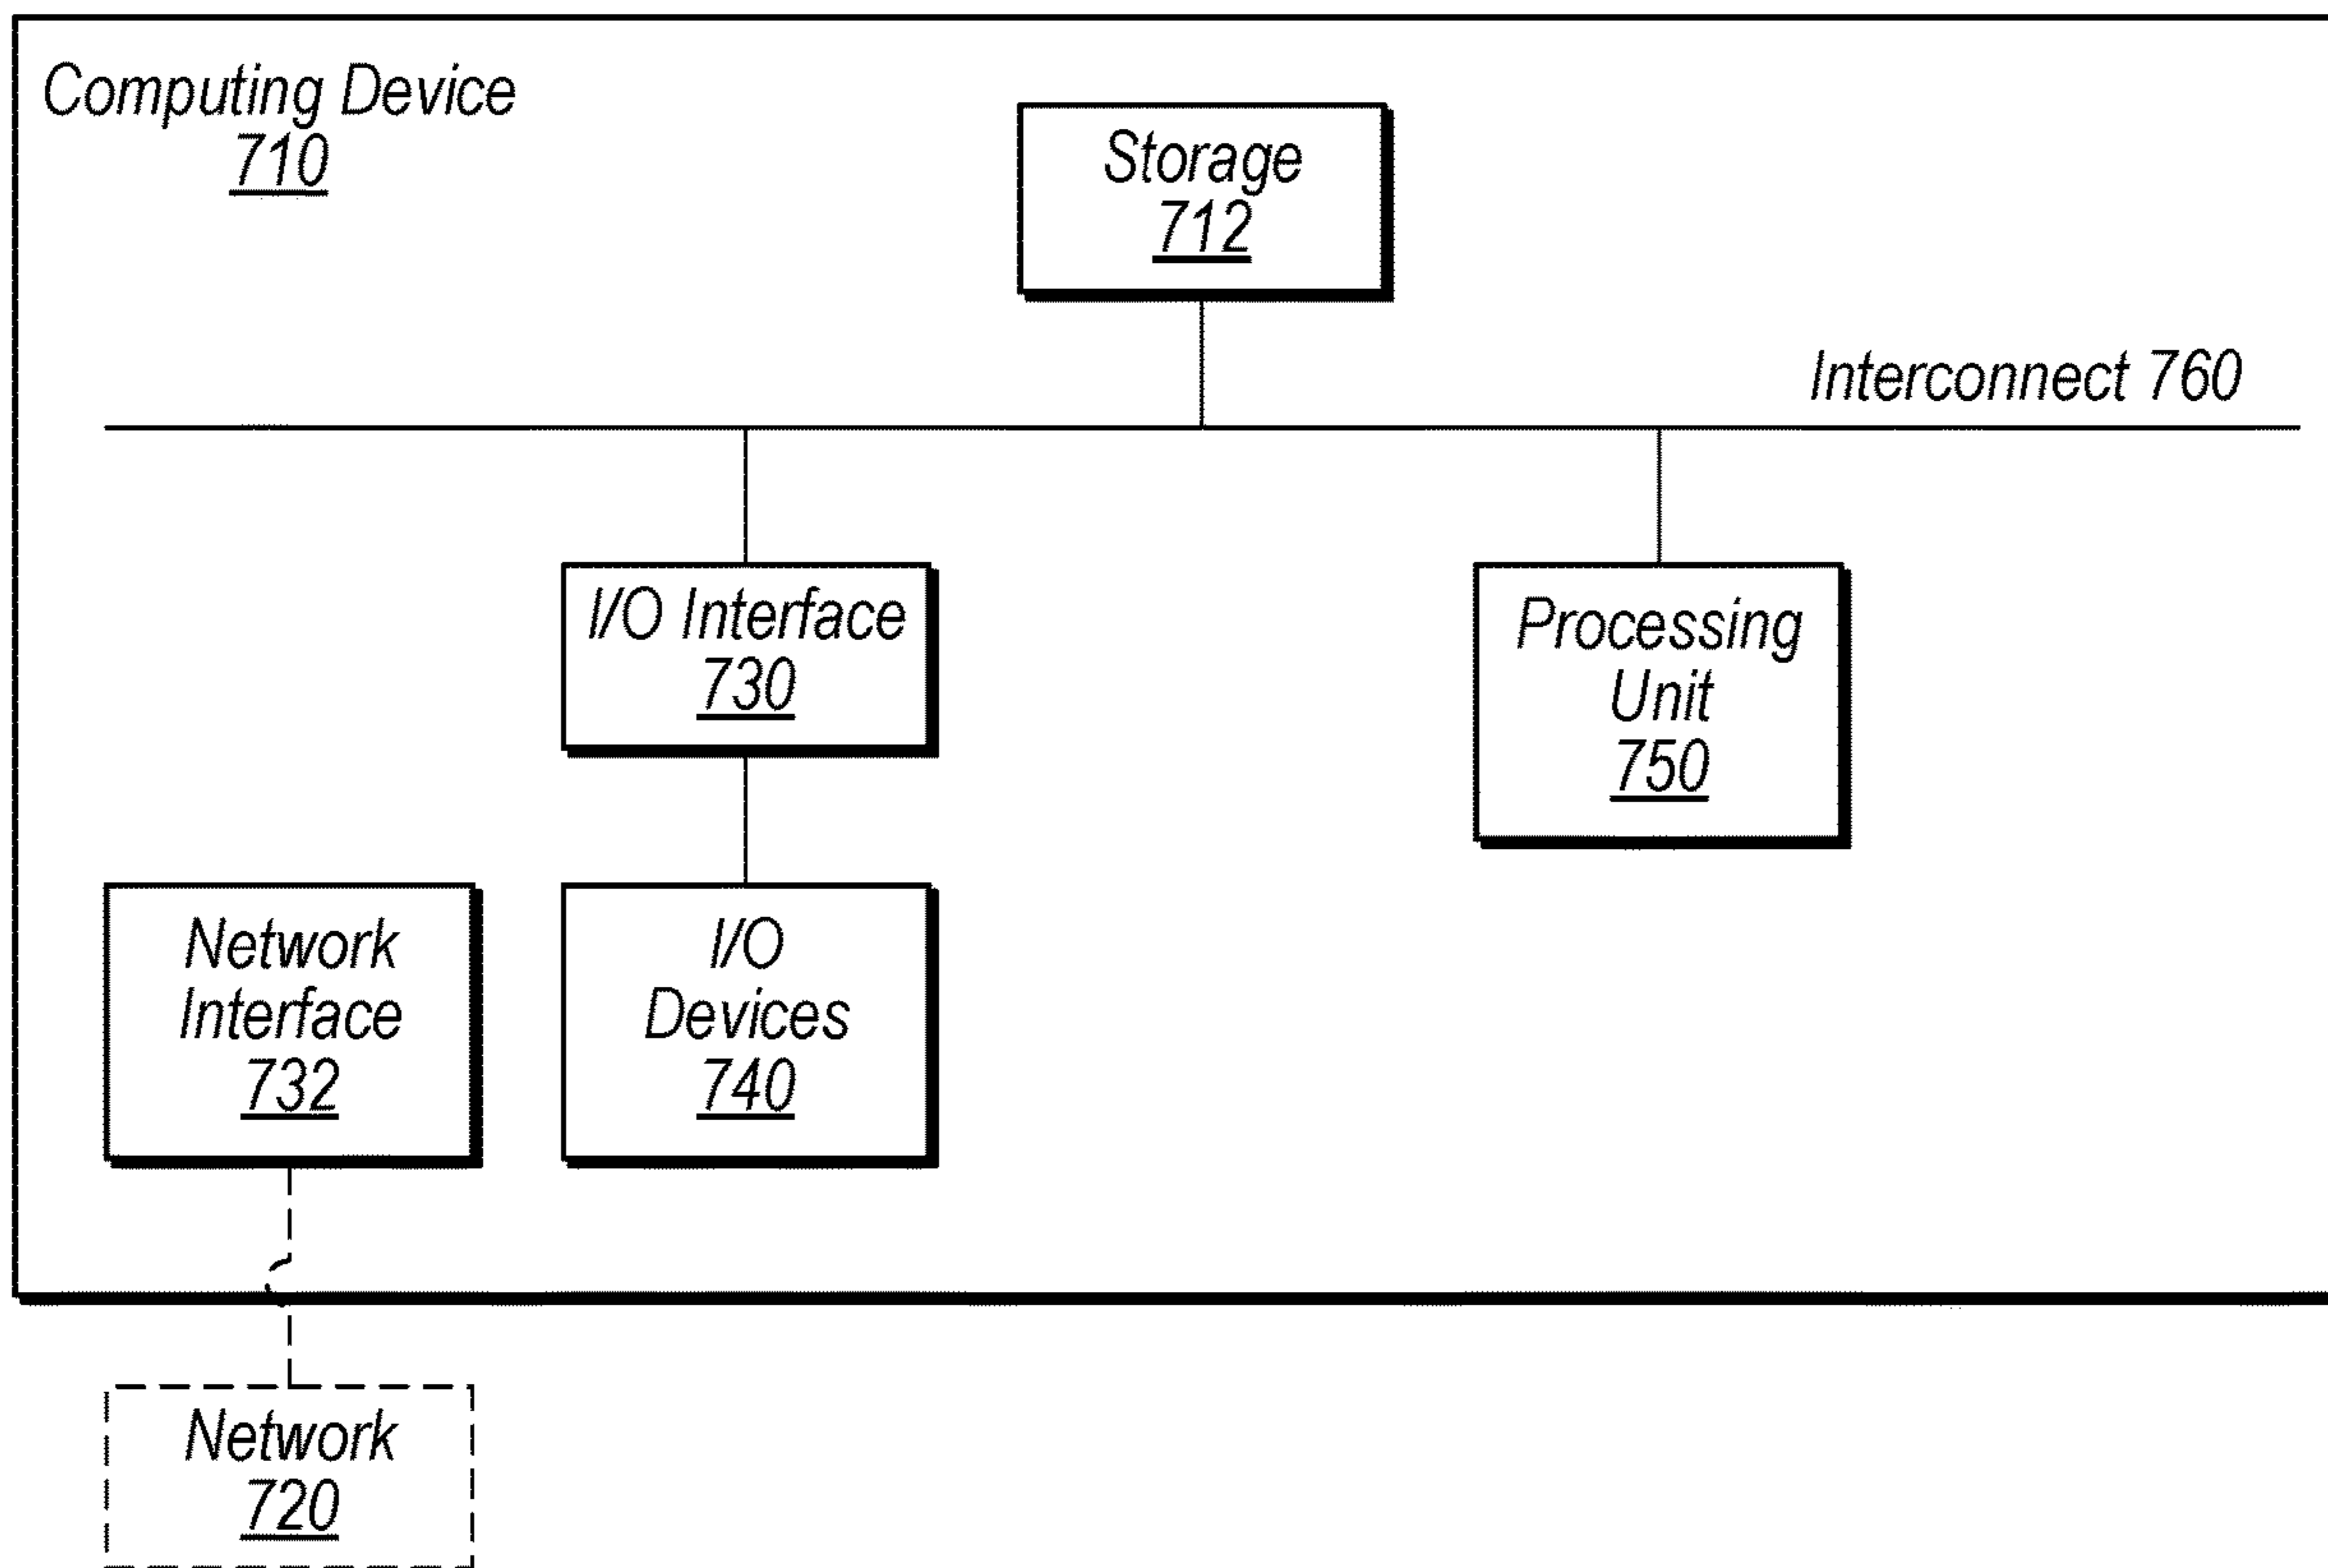 Computing Device
710
Storage
712
Interconnect 760
I/O Interface
730
Processing
Unit
750
Network
Interface
732
I/O
Devices
740
Network
720